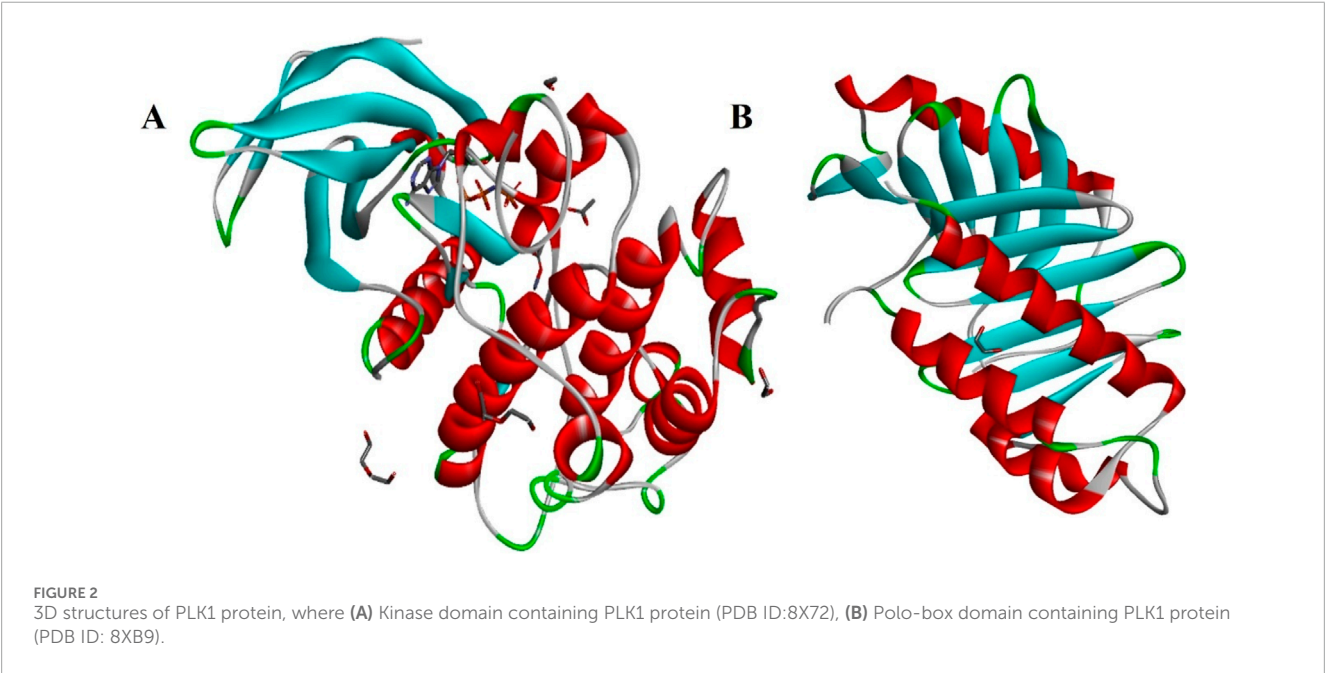 A
B
FIGURE 2
3D structures of PLK1 protein, where (A) Kinase domain containing PLK1 protein (PDB ID:8X72), (B) Polo-box domain containing PLK1 protein
(PDB ID: 8XB9).